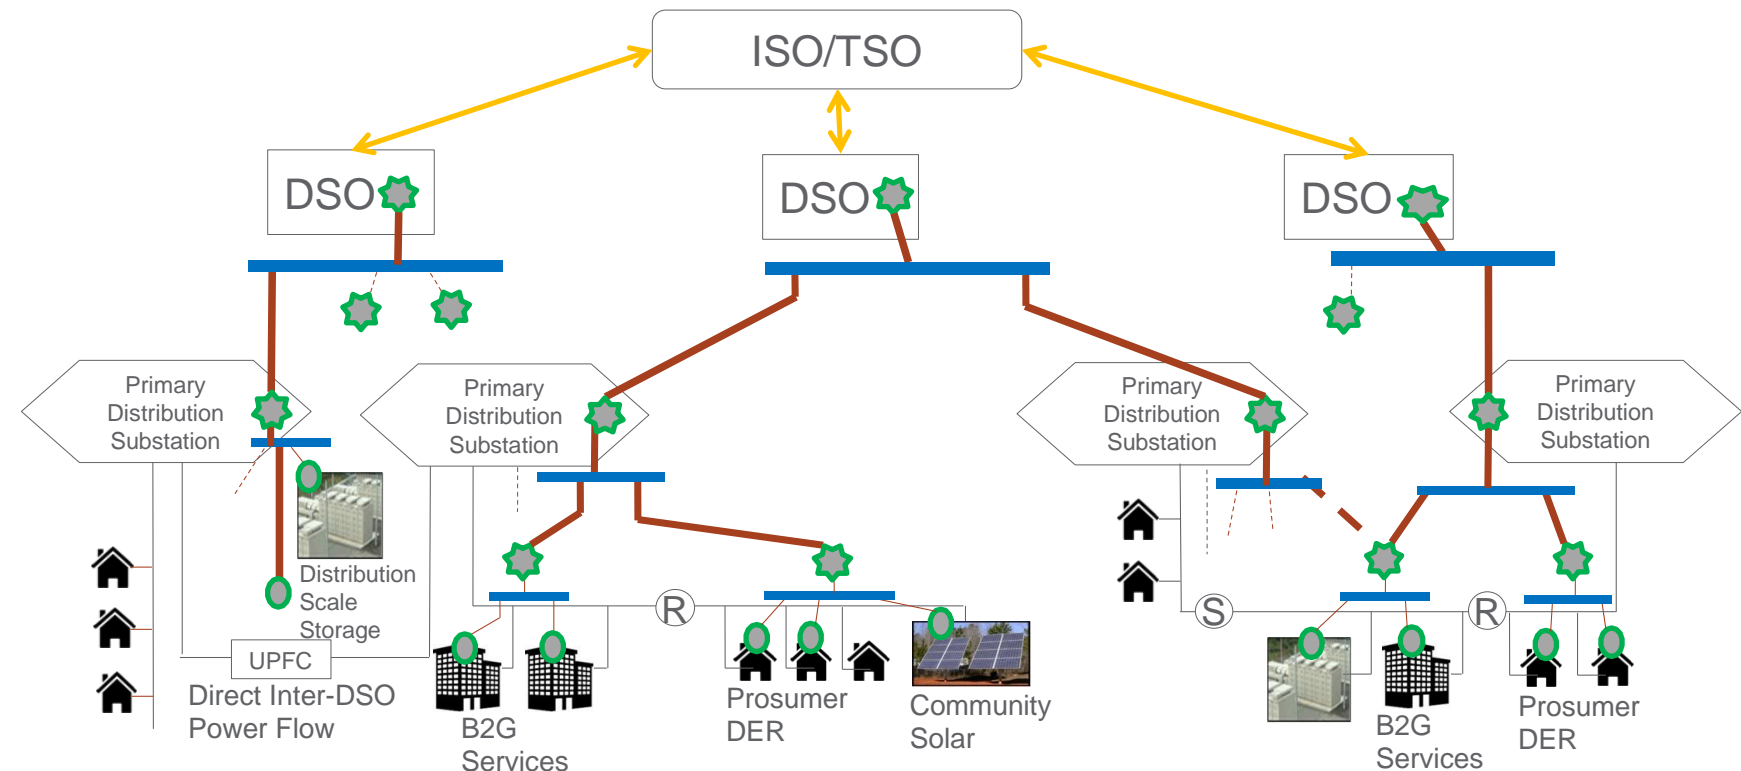 ISO/TSO
DSO
DSO
DSO
Primary
Distribution
Substation
Primary
Distribution
Substation
Primary
Distribution
Substation
Primary
Distribution
Substation
Distribution
Scale
Storage
UPFC
Direct Inter-DSO
Power Flow
R
S
R
B2G
Services
Prosumer
DER
Community
Solar
B2G
Services
Prosumer
DER